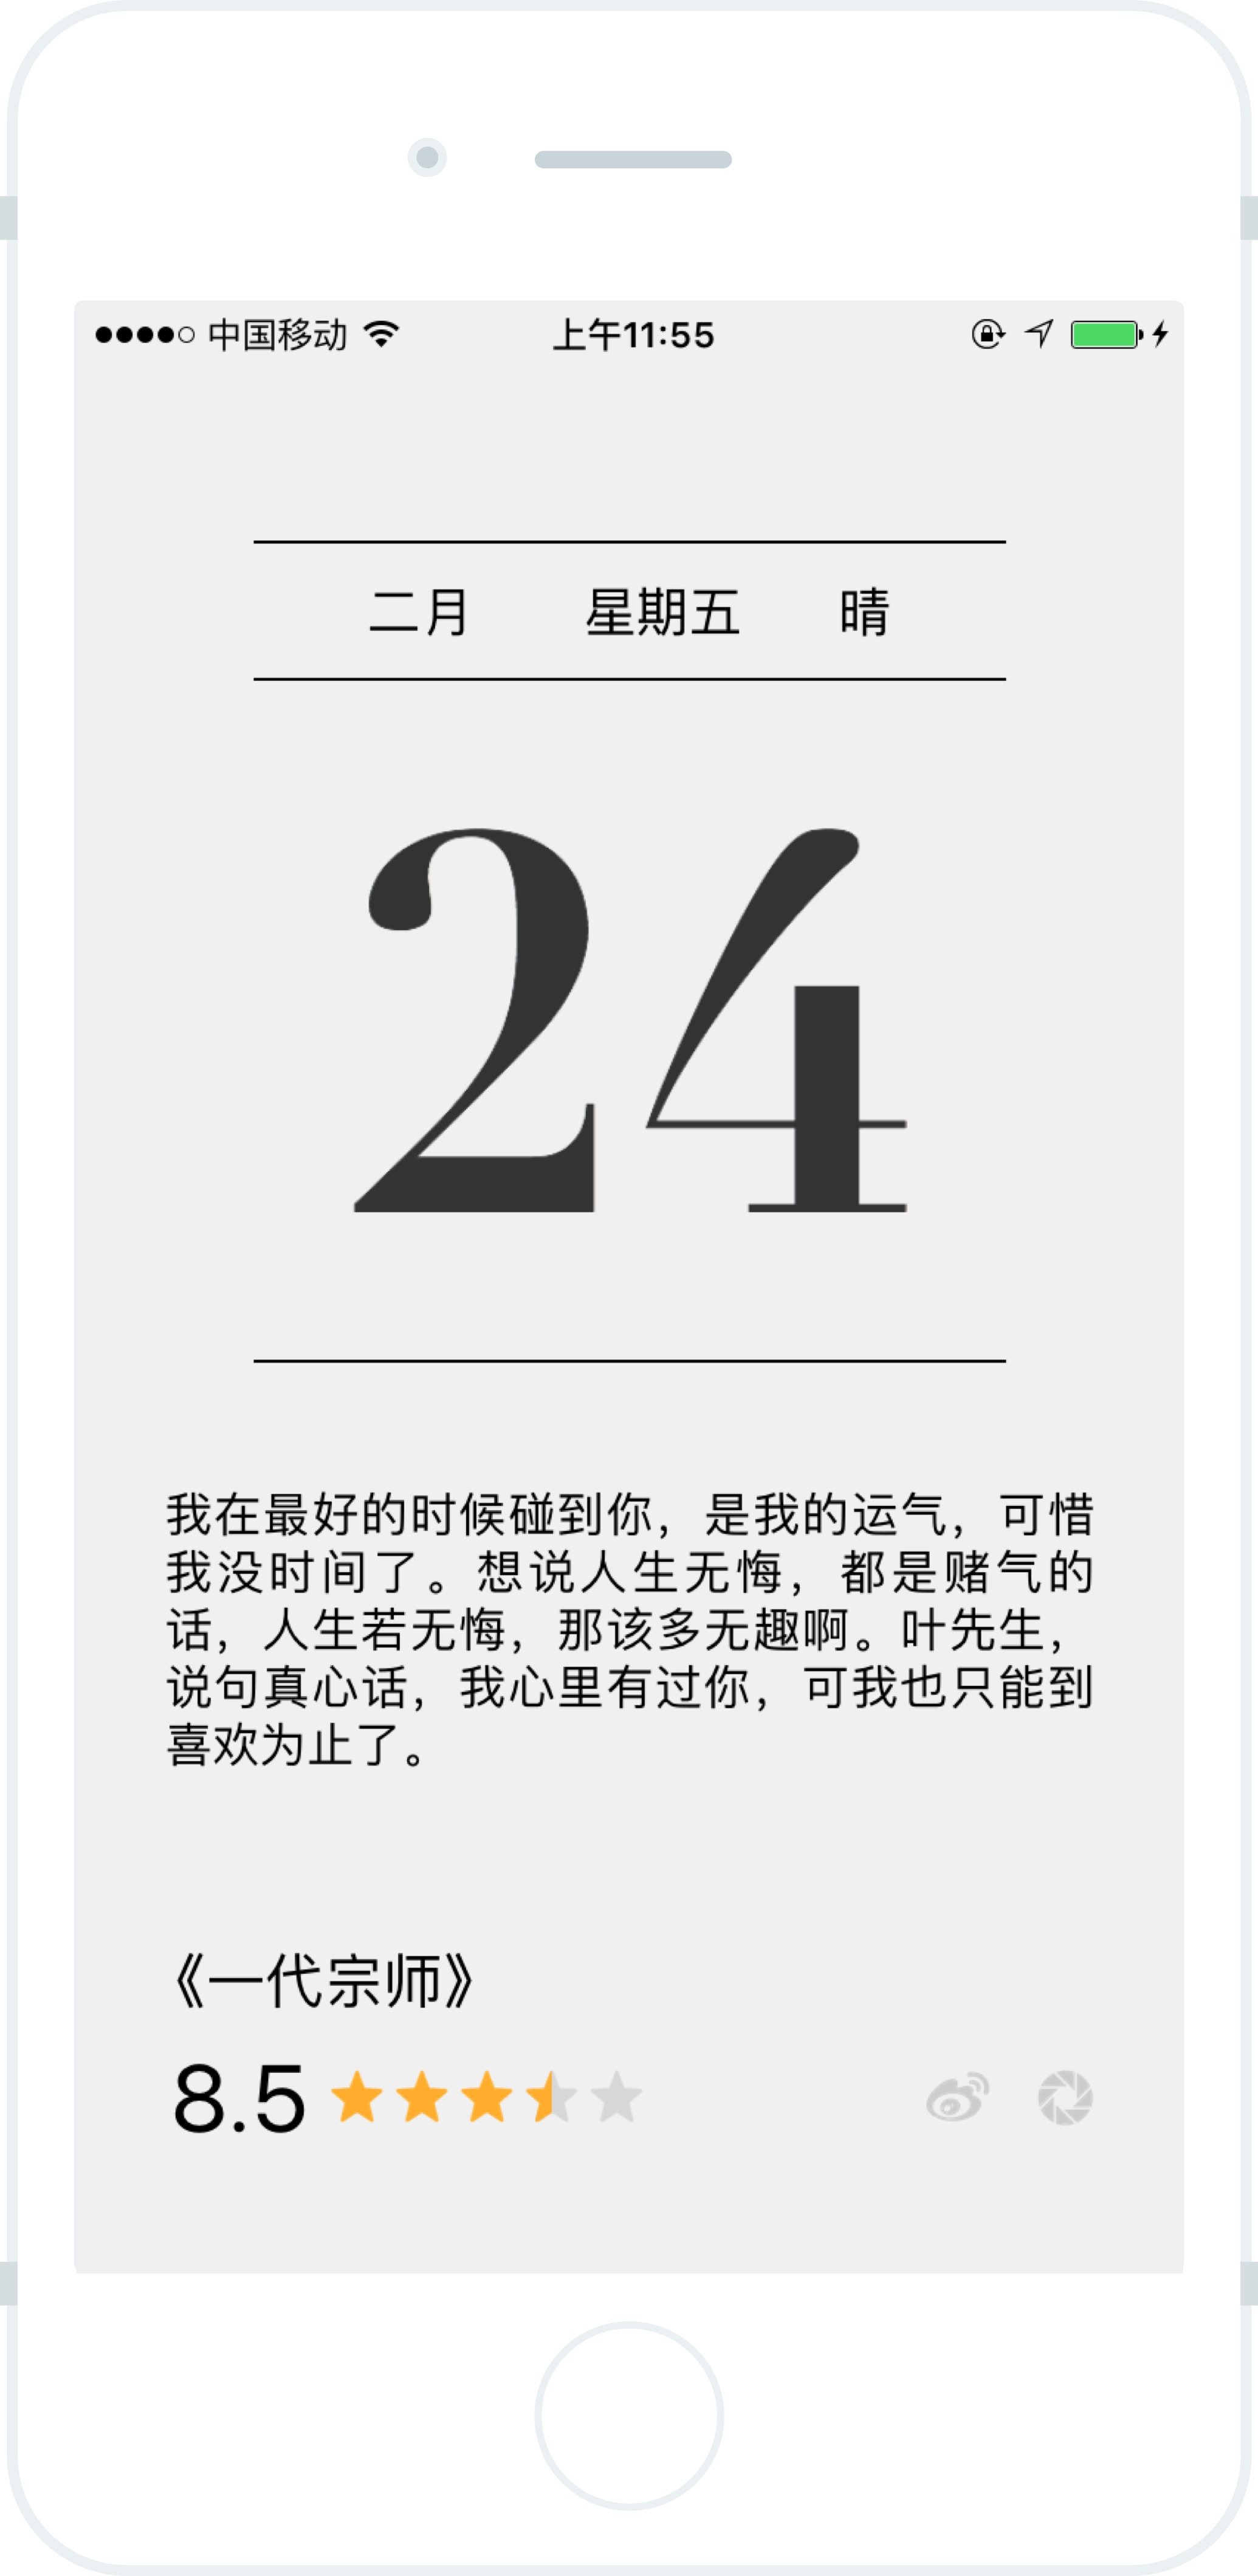 中国移动 上午11:55
二月 星期五 晴
24
我在最好的时候碰到你，是我的运气，可惜
我没时间了。想说人生无悔，都是赌气的
话，人生若无悔，那该多无趣啊。叶先生，
说句真心话，我心里有过你，可我也只能到
喜欢为止了。
《一代宗师》
8.5